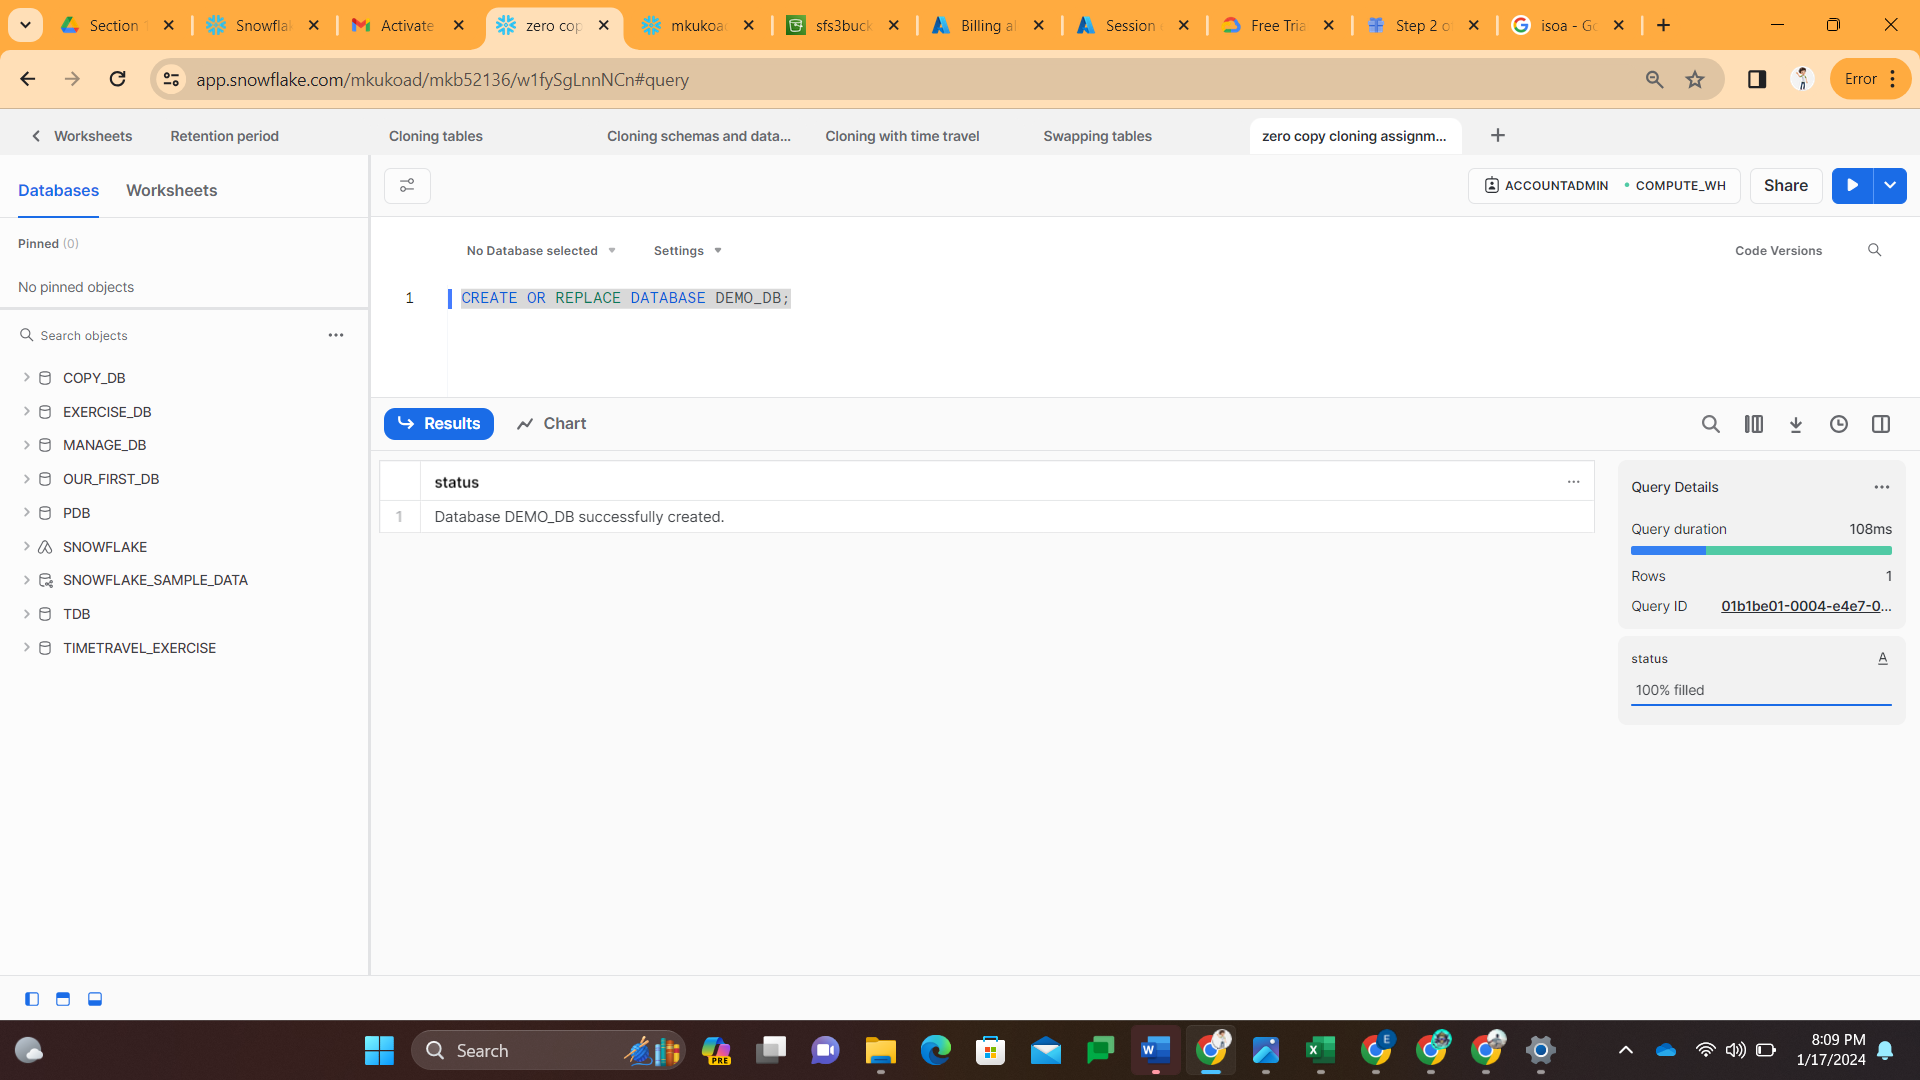 Section 1
Snowflak
Activate
zero cop
mkukoad
sfs3buck
Billing al
Session
Free Tria
Step 2 o
isoa - Go
app.snowflake.com/mkukoad/mkb52136/w1fySgLnnNCn#query
Error
Worksheets
Retention period
Cloning tables
Cloning schemas and data...
Cloning with time travel
Swapping tables
zero copy cloning assignm...
Databases
Worksheets
ACCOUNTADMIN
COMPUTE_WH
Share
Pinned (0)
No pinned objects
No Database selected
Settings
Code Versions
1
CREATE OR REPLACE DATABASE DEMO_DB;
Search objects
COPY_DB
EXERCISE_DB
MANAGE_DB
OUR_FIRST_DB
PDB
SNOWFLAKE
SNOWFLAKE_SAMPLE_DATA
TDB
TIMETRAVEL_EXERCISE
Results
Chart
status
1
Database DEMO_DB successfully created.
Query Details
Query duration 108ms
Rows 1
Query ID 01b1be01-0004-e4e7-0...
status
A
100% filled
Search
PRE
E
8:09 PM
1/17/2024